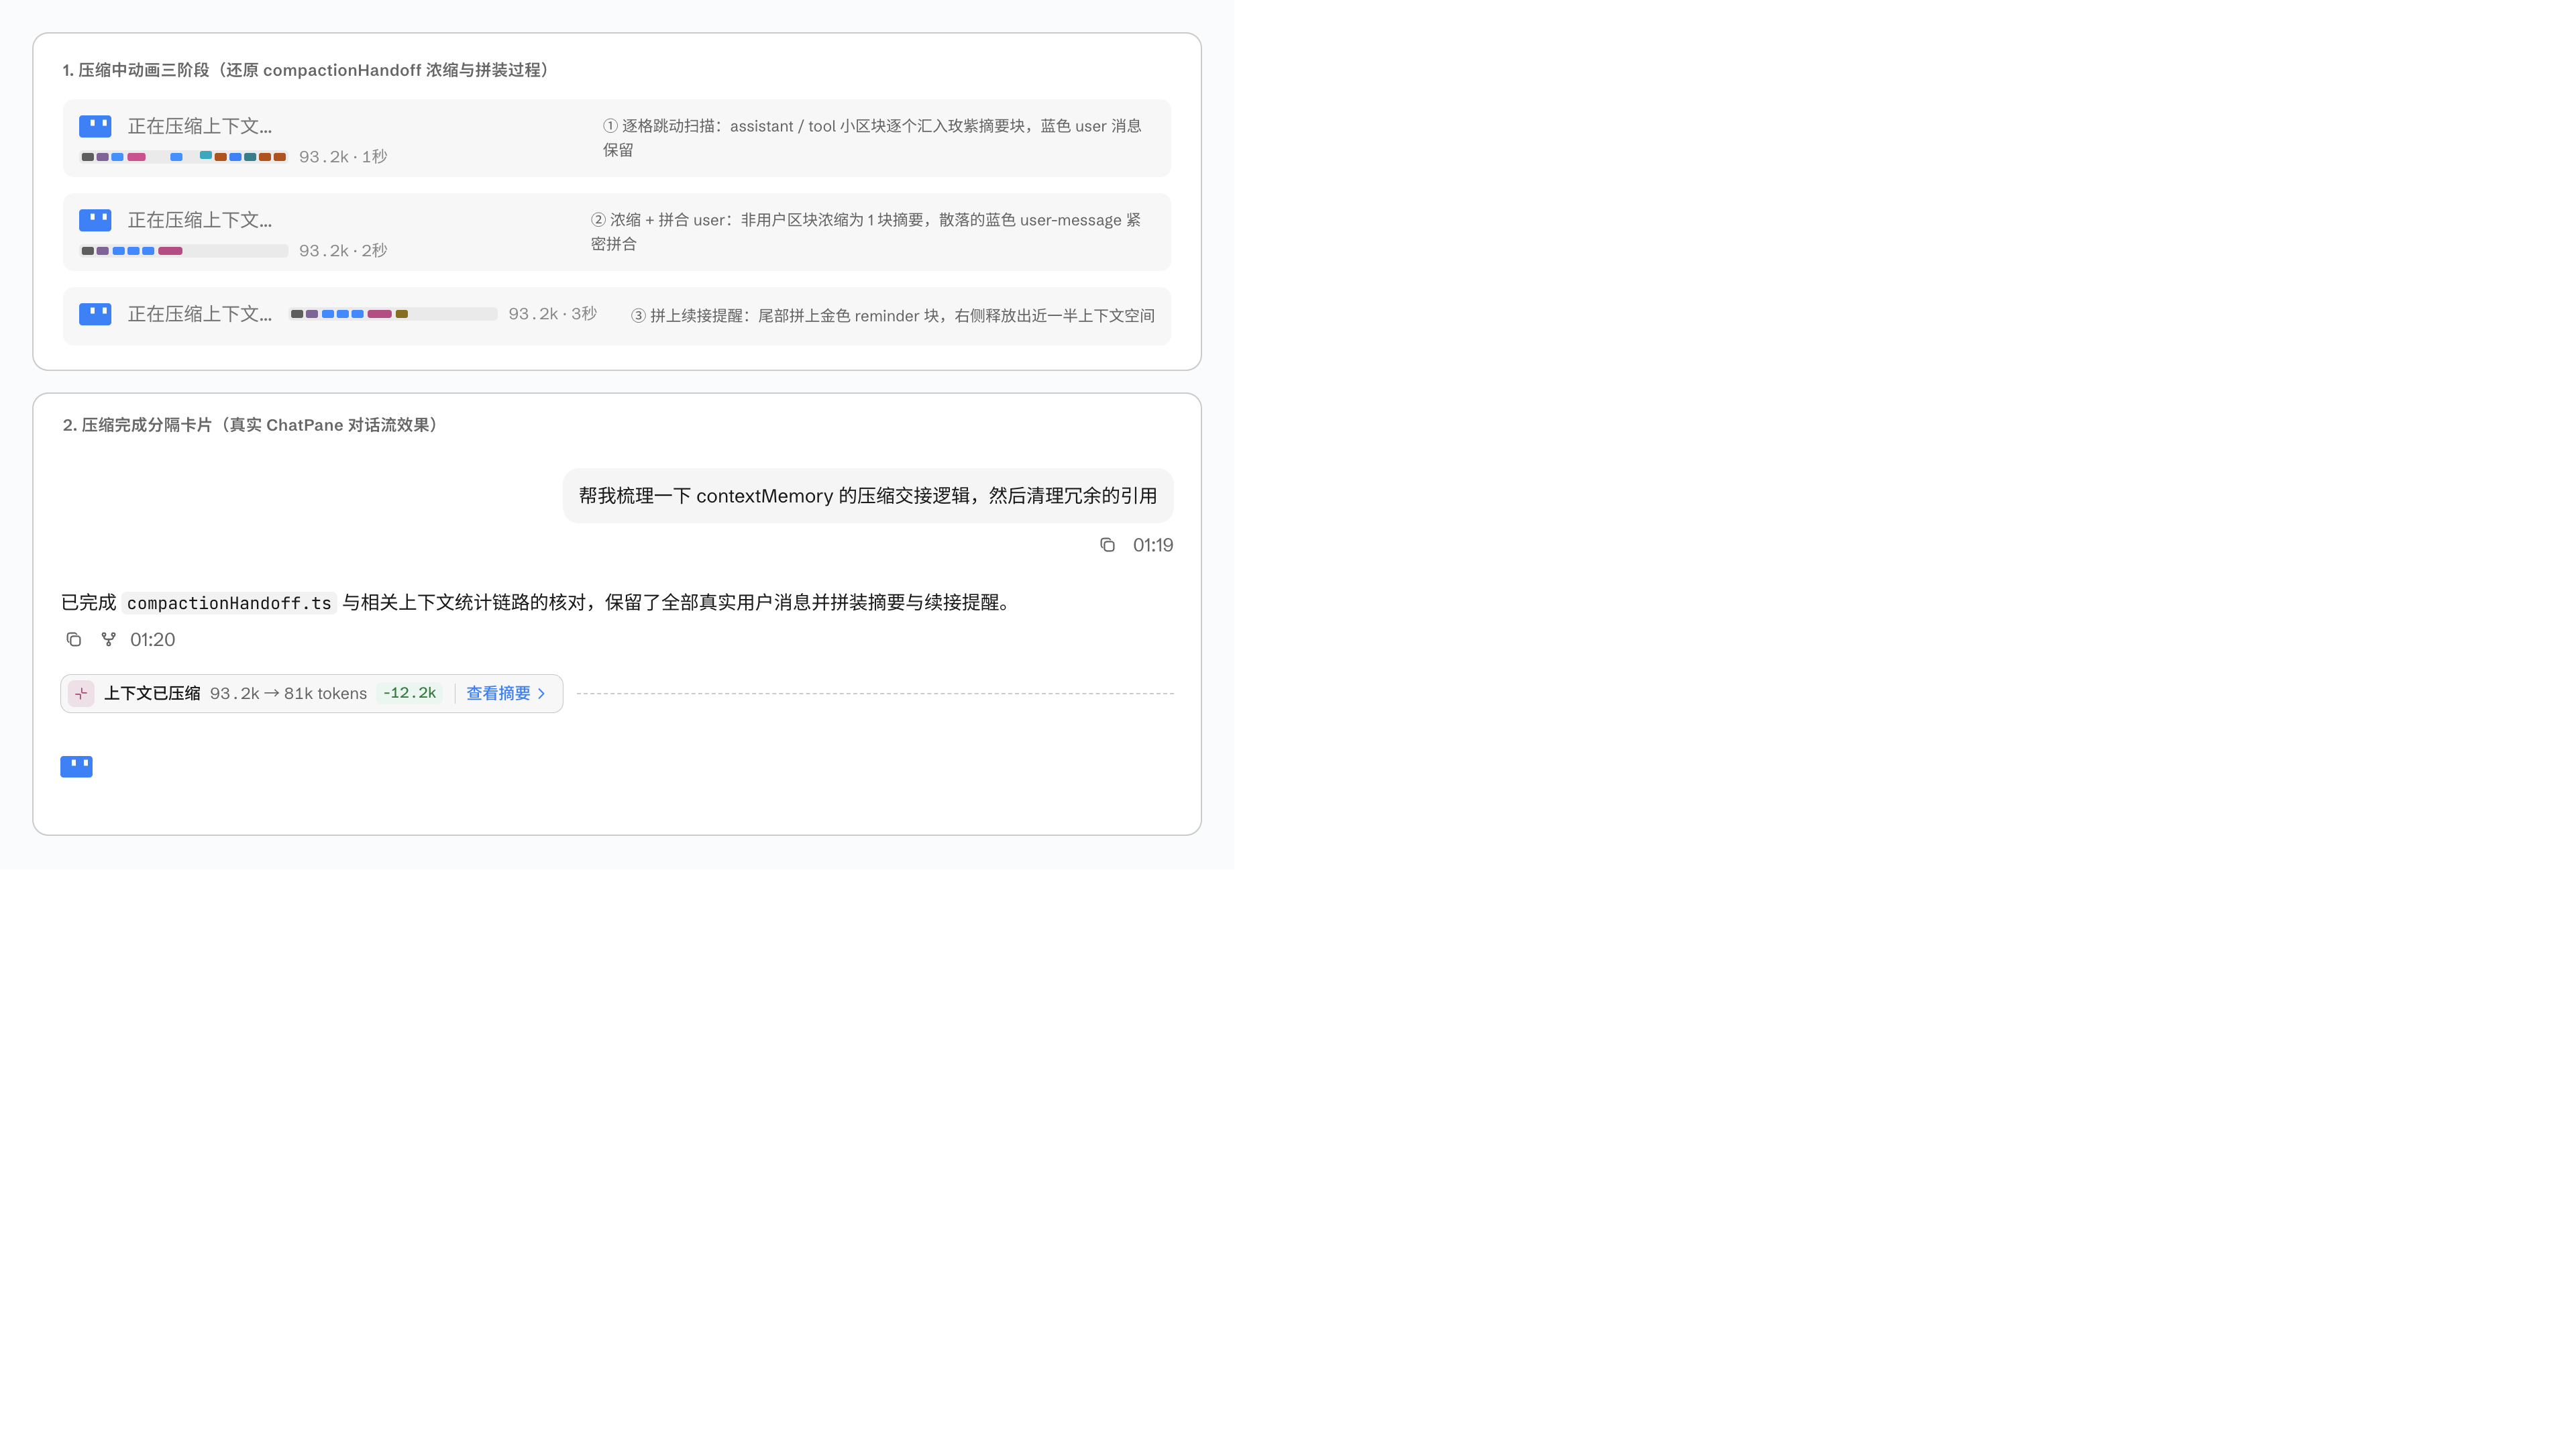 1. 压缩中动画三阶段（还原 compactionHandoff 浓缩与拼装过程）
正在压缩上下文...
93.2k · 1秒
① 逐格跳动扫描：assistant / tool 小区块逐个汇入玫紫摘要块，蓝色 user 消息
保留
正在压缩上下文...
93.2k · 2秒
② 浓缩 + 拼合 user：非用户区块浓缩为 1 块摘要，散落的蓝色 user-message 紧
密拼合
正在压缩上下文...
93.2k · 3秒
③ 拼上续接提醒：尾部拼上金色 reminder 块，右侧释放出近一半上下文空间
2. 压缩完成分隔卡片（真实 ChatPane 对话流效果）
帮我梳理一下 contextMemory 的压缩交接逻辑，然后清理冗余的引用
01:19
已完成 compactionHandoff.ts 与相关上下文统计链路的核对，保留了全部真实用户消息并拼装摘要与续接提醒。
01:20
上下文已压缩 93.2k → 81k tokens -12.2k 查看摘要